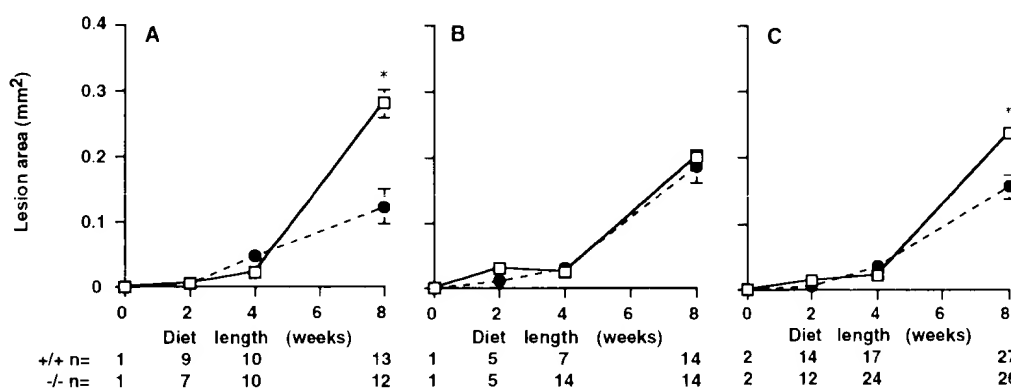 A B C
Lesion area (mm²)
0.4
0.3
0.2
0.1
0
* *
0 2 4 6 8 0 2 4 6 8 0 2 4 6 8
Diet length (weeks) Diet length (weeks) Diet length (weeks)
+/+ n= 1 9 10 13 1 5 7 14 2 14 17 27
-/- n= 1 7 10 12 1 5 14 14 2 12 24 26